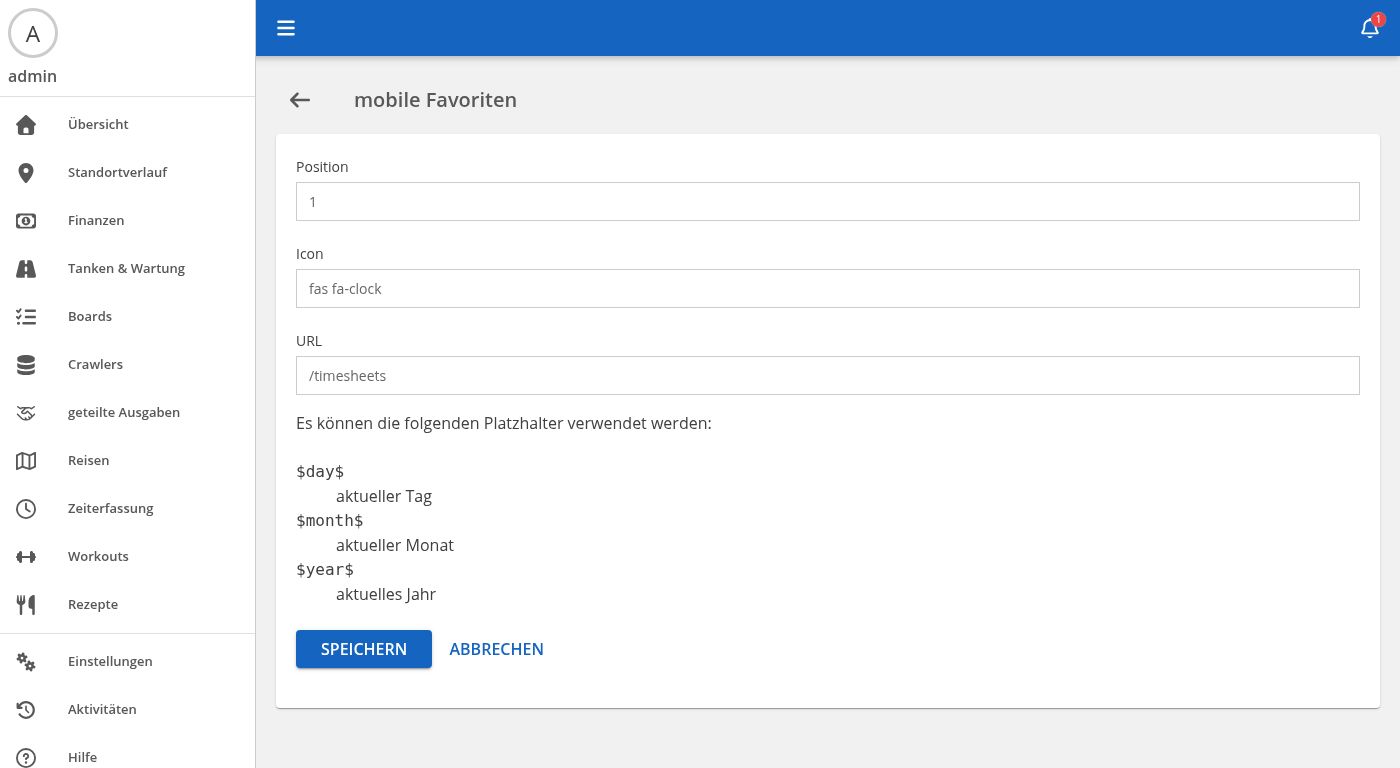 A
admin
Übersicht
Standortverlauf
Finanzen
Tanken & Wartung
Boards
Crawlers
geteilte Ausgaben
Reisen
Zeiterfassung
Workouts
Rezepte
Einstellungen
Aktivitäten
Hilfe
1
mobile Favoriten
Position
1
Icon
fas fa-clock
URL
/timesheets
Es können die folgenden Platzhalter verwendet werden:
$day$
aktueller Tag
$month$
aktueller Monat
$year$
aktuelles Jahr
SPEICHERN ABBRECHEN